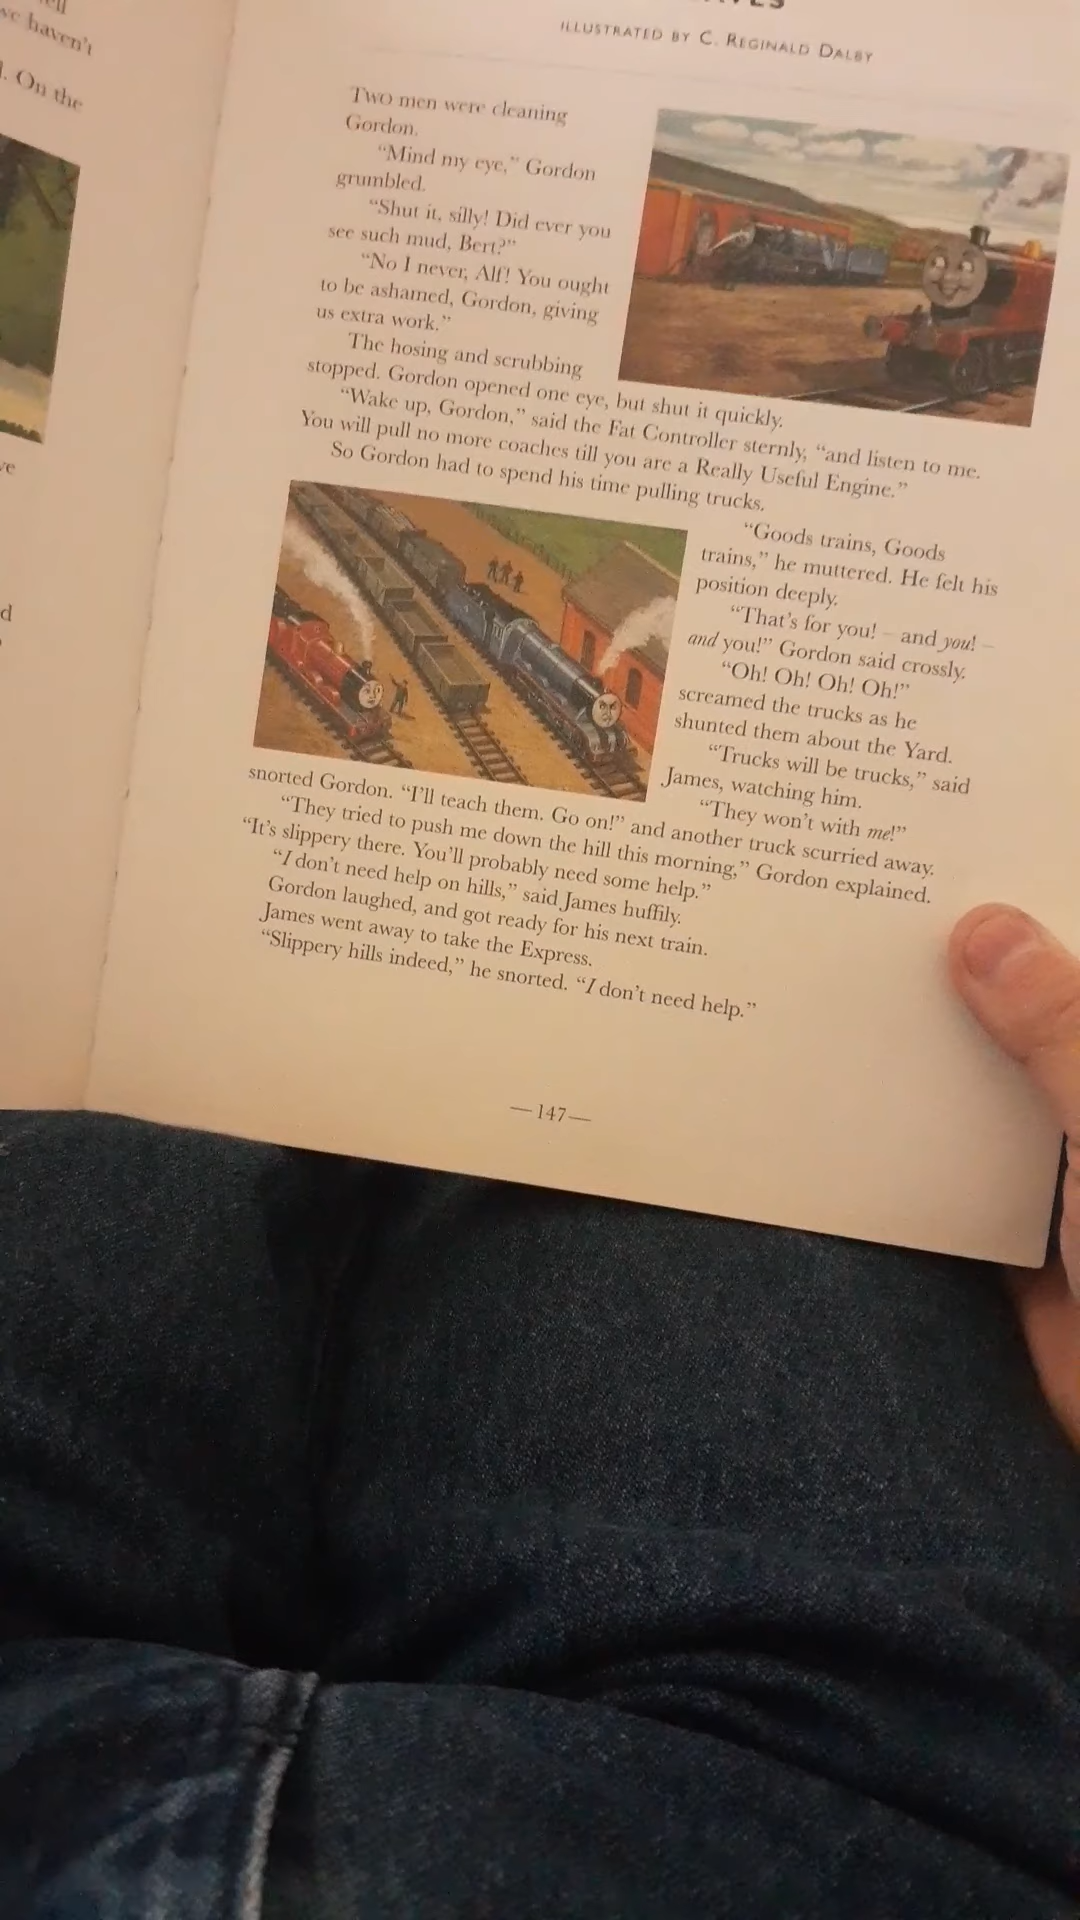 ell
we haven't
l. On the
ve
d
ILLUSTRATED BY C. REGINALD DALBY
Two men were cleaning
Gordon.
“Mind my eye,” Gordon
grumbled.
“Shut it, silly! Did ever you
see such mud, Bert?”
“No I never, Alf! You ought
to be ashamed, Gordon, giving
us extra work.”
The hosing and scrubbing
stopped. Gordon opened one eye, but shut it quickly.
“Wake up, Gordon,” said the Fat Controller sternly, “and listen to me.
You will pull no more coaches till you are a Really Useful Engine.”
So Gordon had to spend his time pulling trucks.
“Goods trains, Goods
trains,” he muttered. He felt his
position deeply.
“That's for you! – and you! –
and you!” Gordon said crossly.
“Oh! Oh! Oh! Oh!”
screamed the trucks as he
shunted them about the Yard.
“Trucks will be trucks,” said
James, watching him.
“They won't with me!”
snorted Gordon. “I'll teach them. Go on!” and another truck scurried away.
“They tried to push me down the hill this morning,” Gordon explained.
“It's slippery there. You'll probably need some help.”
“I don't need help on hills,” said James huffily.
Gordon laughed, and got ready for his next train.
James went away to take the Express.
“Slippery hills indeed,” he snorted. “I don't need help.”
—147—